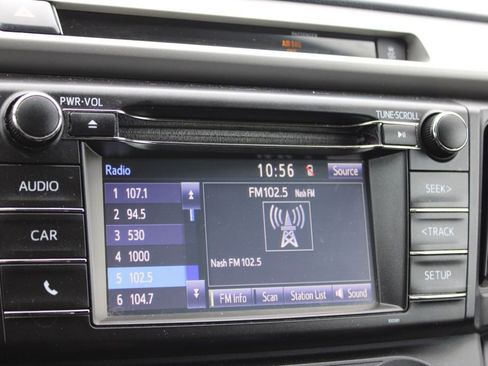 PASSENGER
PWR·VOL
TUNE·SCROLL
Radio 10:56 Source
AUDIO
CAR
1 107.1
2 94.5
3 530
4 1000
5 102.5
6 104.7
FM102.5 Nash FM
Nash FM 102.5
FM Info Scan Station List Sound
SEEK>
<TRACK
SETUP